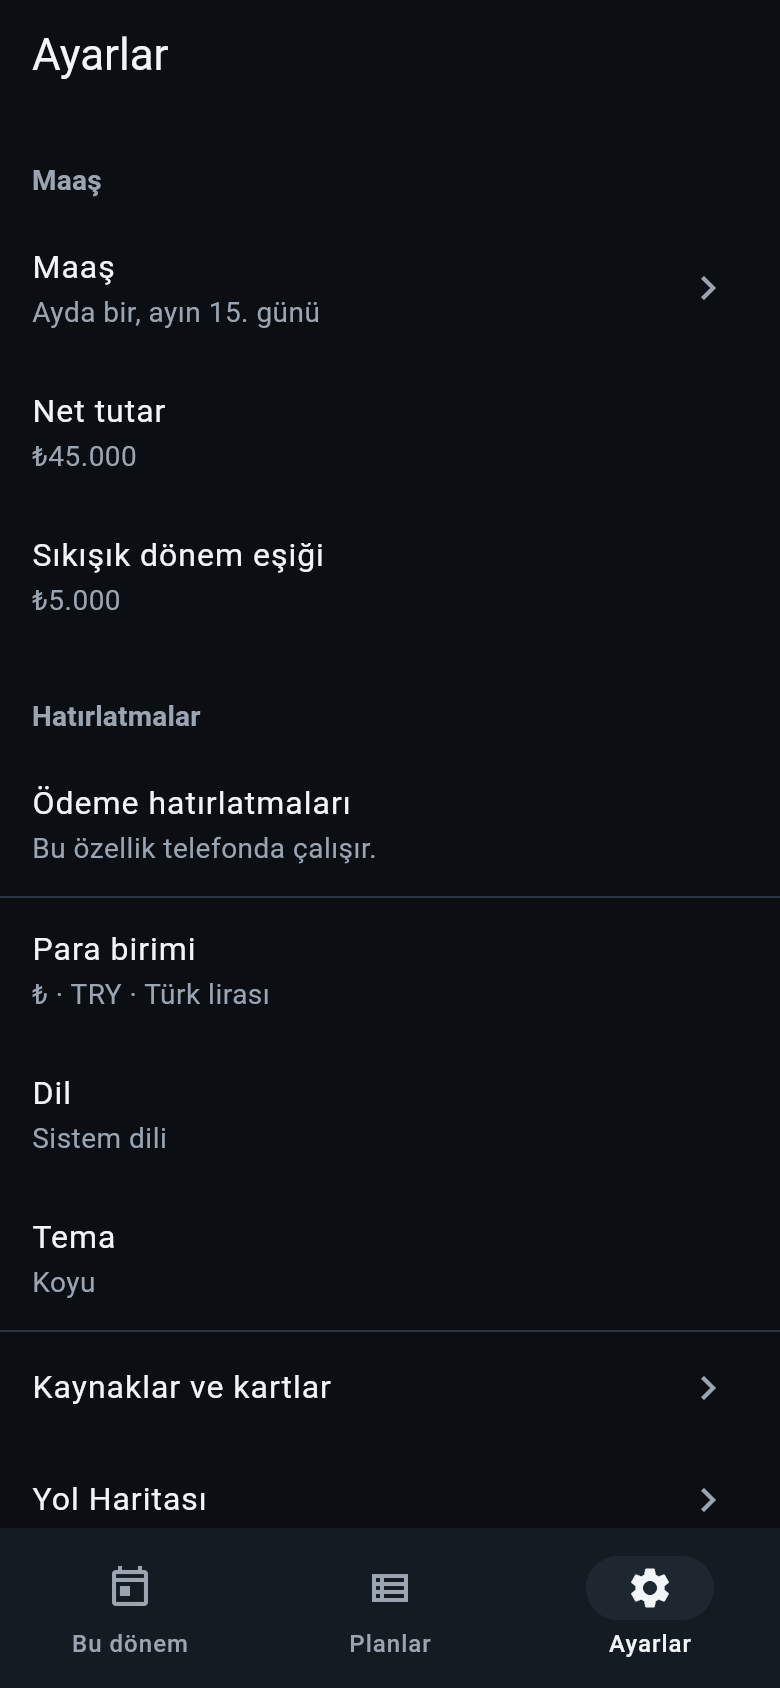 Ayarlar
Maaş
Maaş
Ayda bir, ayın 15. günü
Net tutar
₺45.000
Sıkışık dönem eşiği
₺5.000
Hatırlatmalar
Ödeme hatırlatmaları
Bu özellik telefonda çalışır.
Para birimi
₺ · TRY · Türk lirası
Dil
Sistem dili
Tema
Koyu
Kaynaklar ve kartlar
Yol Haritası
Bu dönem
Planlar
Ayarlar